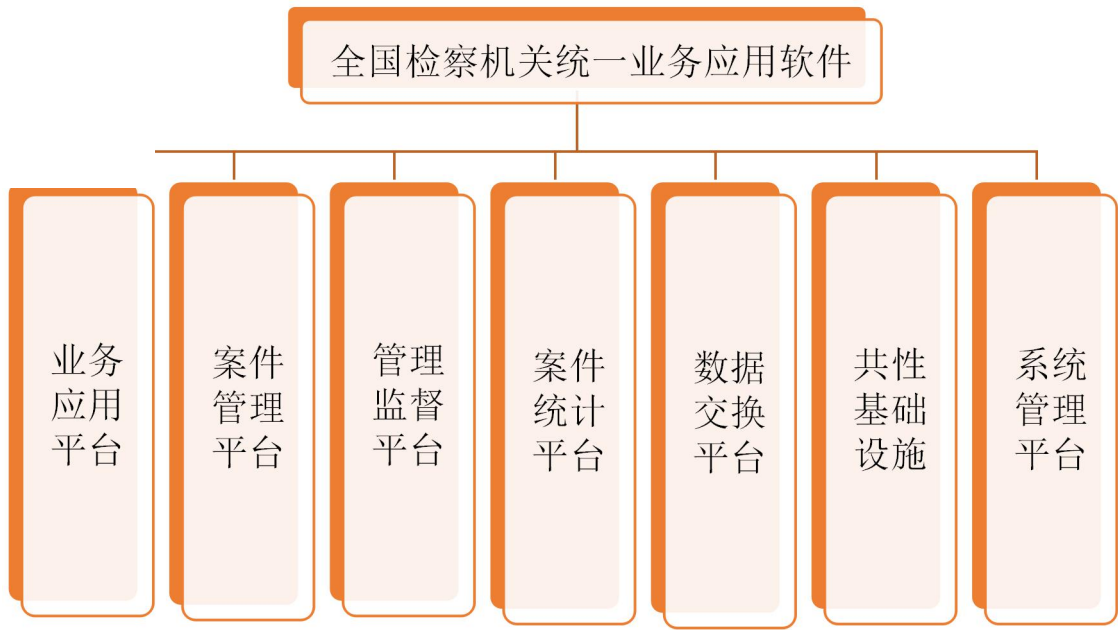 全国检察机关统一业务应用软件
业务
应用
平台
案件
管理
平台
管理
监督
平台
案件
统计
平台
数据
交换
平台
共性
基础
设施
系统
管理
平台